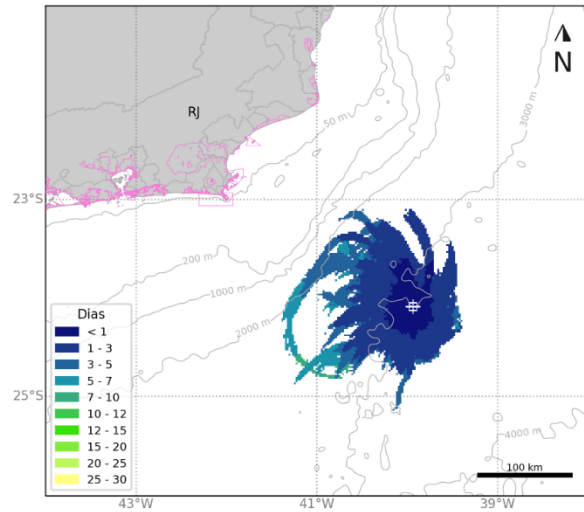 N
RJ
50 m
3000 m
23°S
200 m
1000 m
2000 m
Dias
< 1
1 - 3
3 - 5
5 - 7
7 - 10
10 - 12
12 - 15
15 - 20
20 - 25
25 - 30
25°S
4000 m
100 km
43°W
41°W
39°W